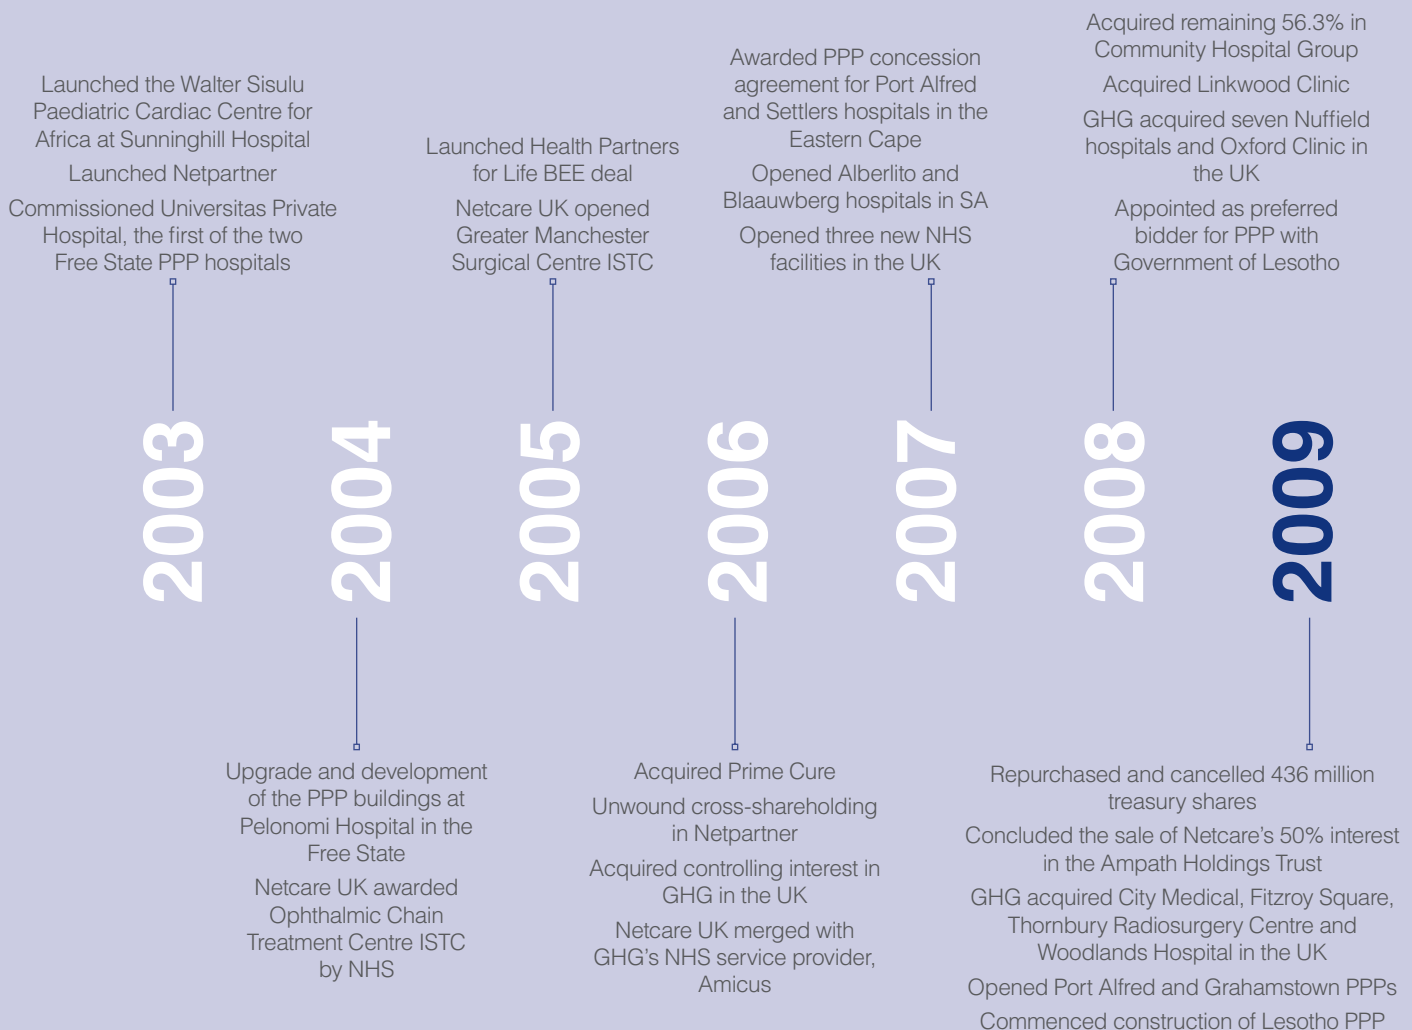 Launched the Walter Sisulu
Paediatric Cardiac Centre for
Africa at Sunninghill Hospital
Launched Netpartner
Commissioned Universitas Private
Hospital, the first of the two
Free State PPP hospitals
2003
2004
Upgrade and development
of the PPP buildings at
Pelonomi Hospital in the
Free State
Netcare UK awarded
Ophthalmic Chain
Treatment Centre ISTC
by NHS
Launched Health Partners
for Life BEE deal
Netcare UK opened
Greater Manchester
Surgical Centre ISTC
2005
2006
Acquired Prime Cure
Unwound cross-shareholding
in Netpartner
Acquired controlling interest in
GHG in the UK
Netcare UK merged with
GHG’s NHS service provider,
Amicus
Awarded PPP concession
agreement for Port Alfred
and Settlers hospitals in the
Eastern Cape
Opened Alberlito and
Blaauwberg hospitals in SA
Opened three new NHS
facilities in the UK
2007
Acquired remaining 56.3% in
Community Hospital Group
Acquired Linkwood Clinic
GHG acquired seven Nuffield
hospitals and Oxford Clinic in
the UK
Appointed as preferred
bidder for PPP with
Government of Lesotho
2008
2009
Repurchased and cancelled 436 million
treasury shares
Concluded the sale of Netcare’s 50% interest
in the Ampath Holdings Trust
GHG acquired City Medical, Fitzroy Square,
Thornbury Radiosurgery Centre and
Woodlands Hospital in the UK
Opened Port Alfred and Grahamstown PPPs
Commenced construction of Lesotho PPP